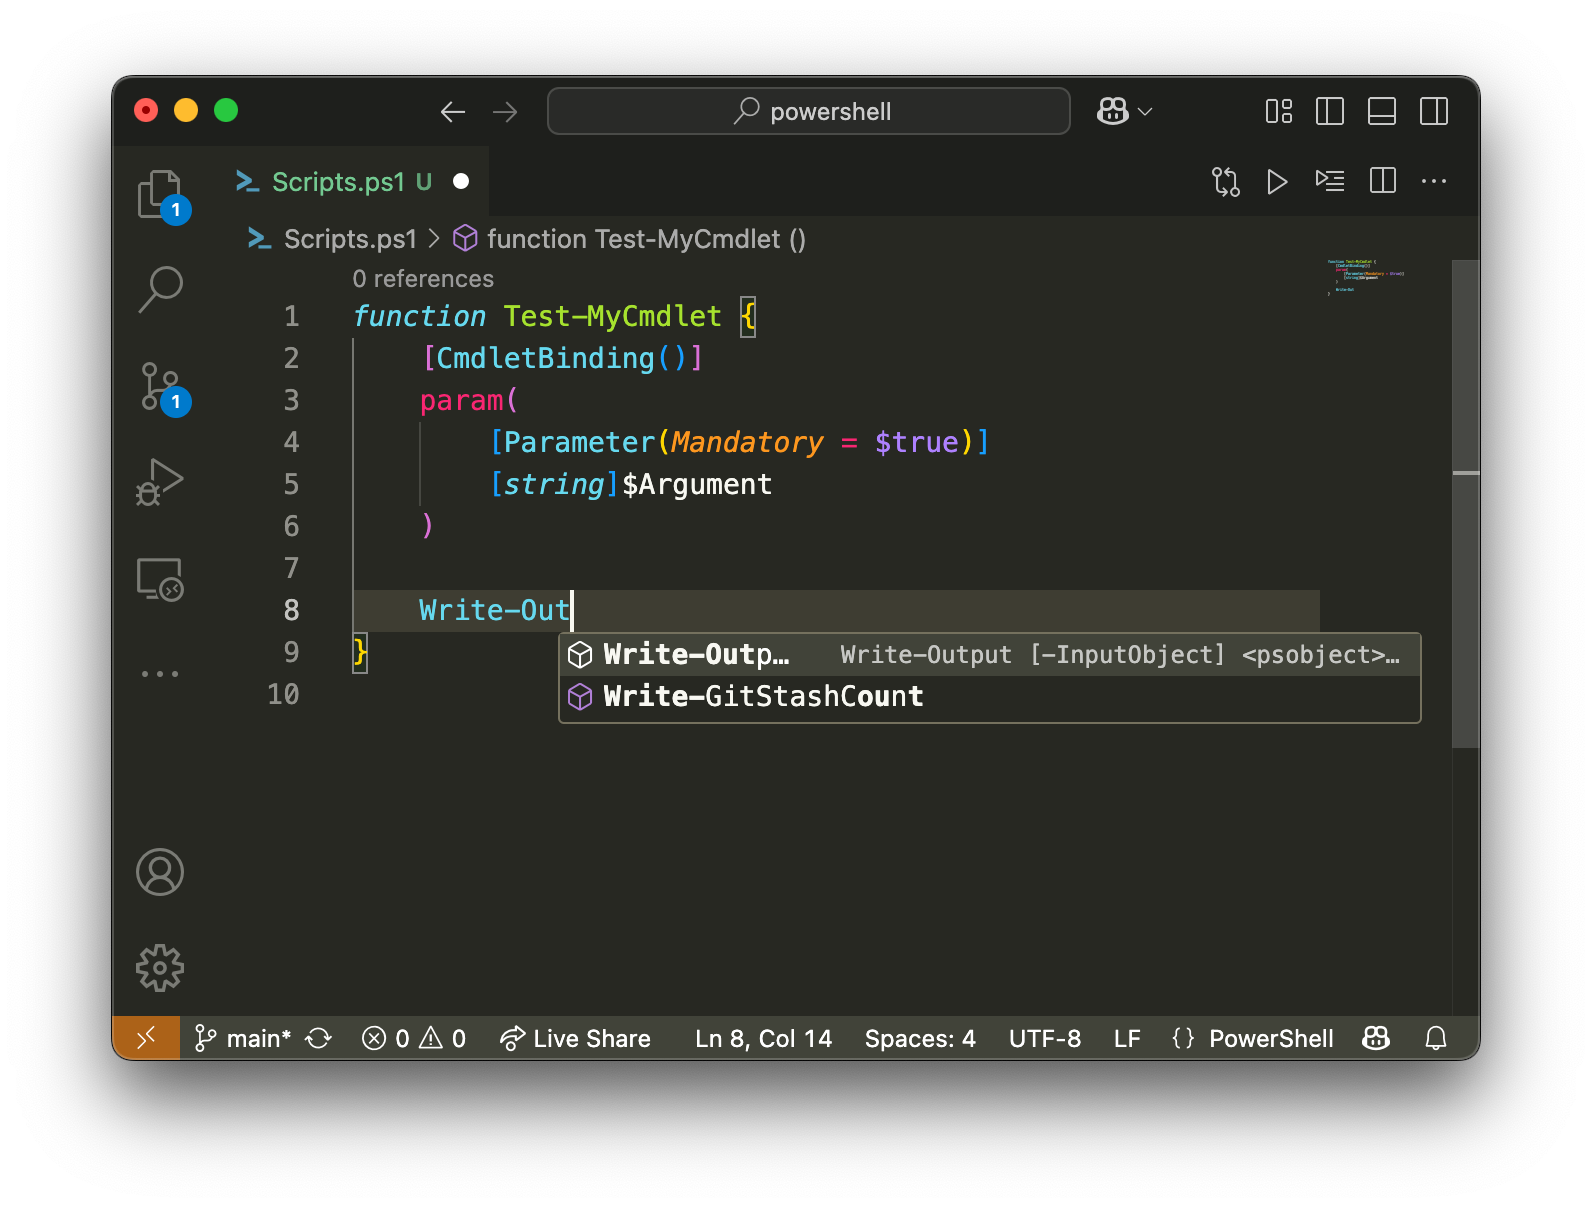 powershell
Scripts.ps1 U
Scripts.ps1 > function Test-MyCmdlet ()
0 references
1 function Test-MyCmdlet {
2 [CmdletBinding()]
3 param(
4 [Parameter(Mandatory = $true)]
5 [string]$Argument
6 )
7
8 Write-Out
9 }
10
Write-Outp… Write-Output [-InputObject] <psobject>…
Write-GitStashCount
1
1
main* 0 0 Live Share Ln 8, Col 14 Spaces: 4 UTF-8 LF {} PowerShell